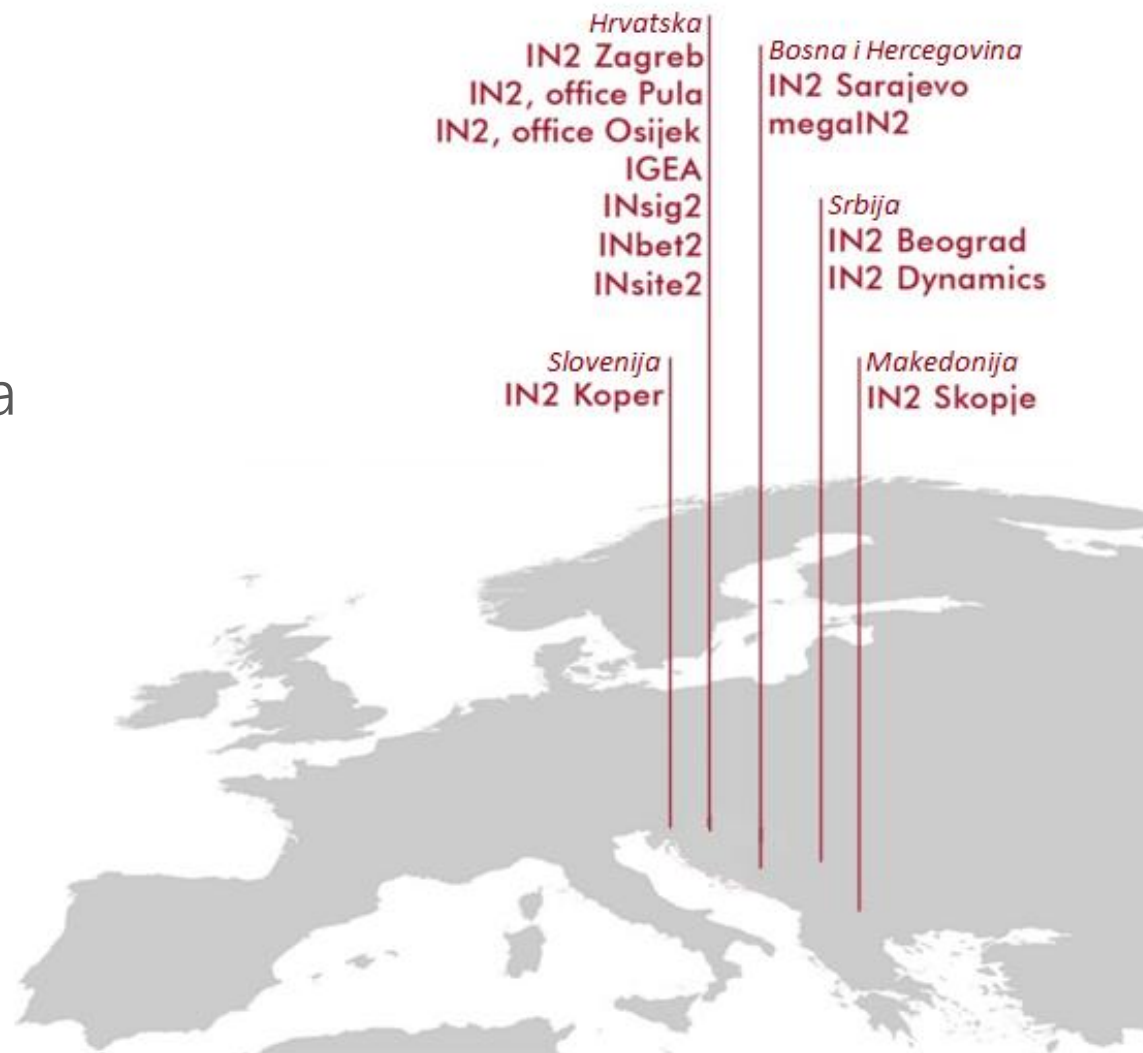 Hrvatska
IN2 Zagreb
IN2, office Pula
IN2, office Osijek
IGEA
INsig2
INbet2
INsite2
Bosna i Hercegovina
IN2 Sarajevo
megaIN2
Srbija
IN2 Beograd
IN2 Dynamics
Slovenija
IN2 Koper
Makedonija
IN2 Skopje
a